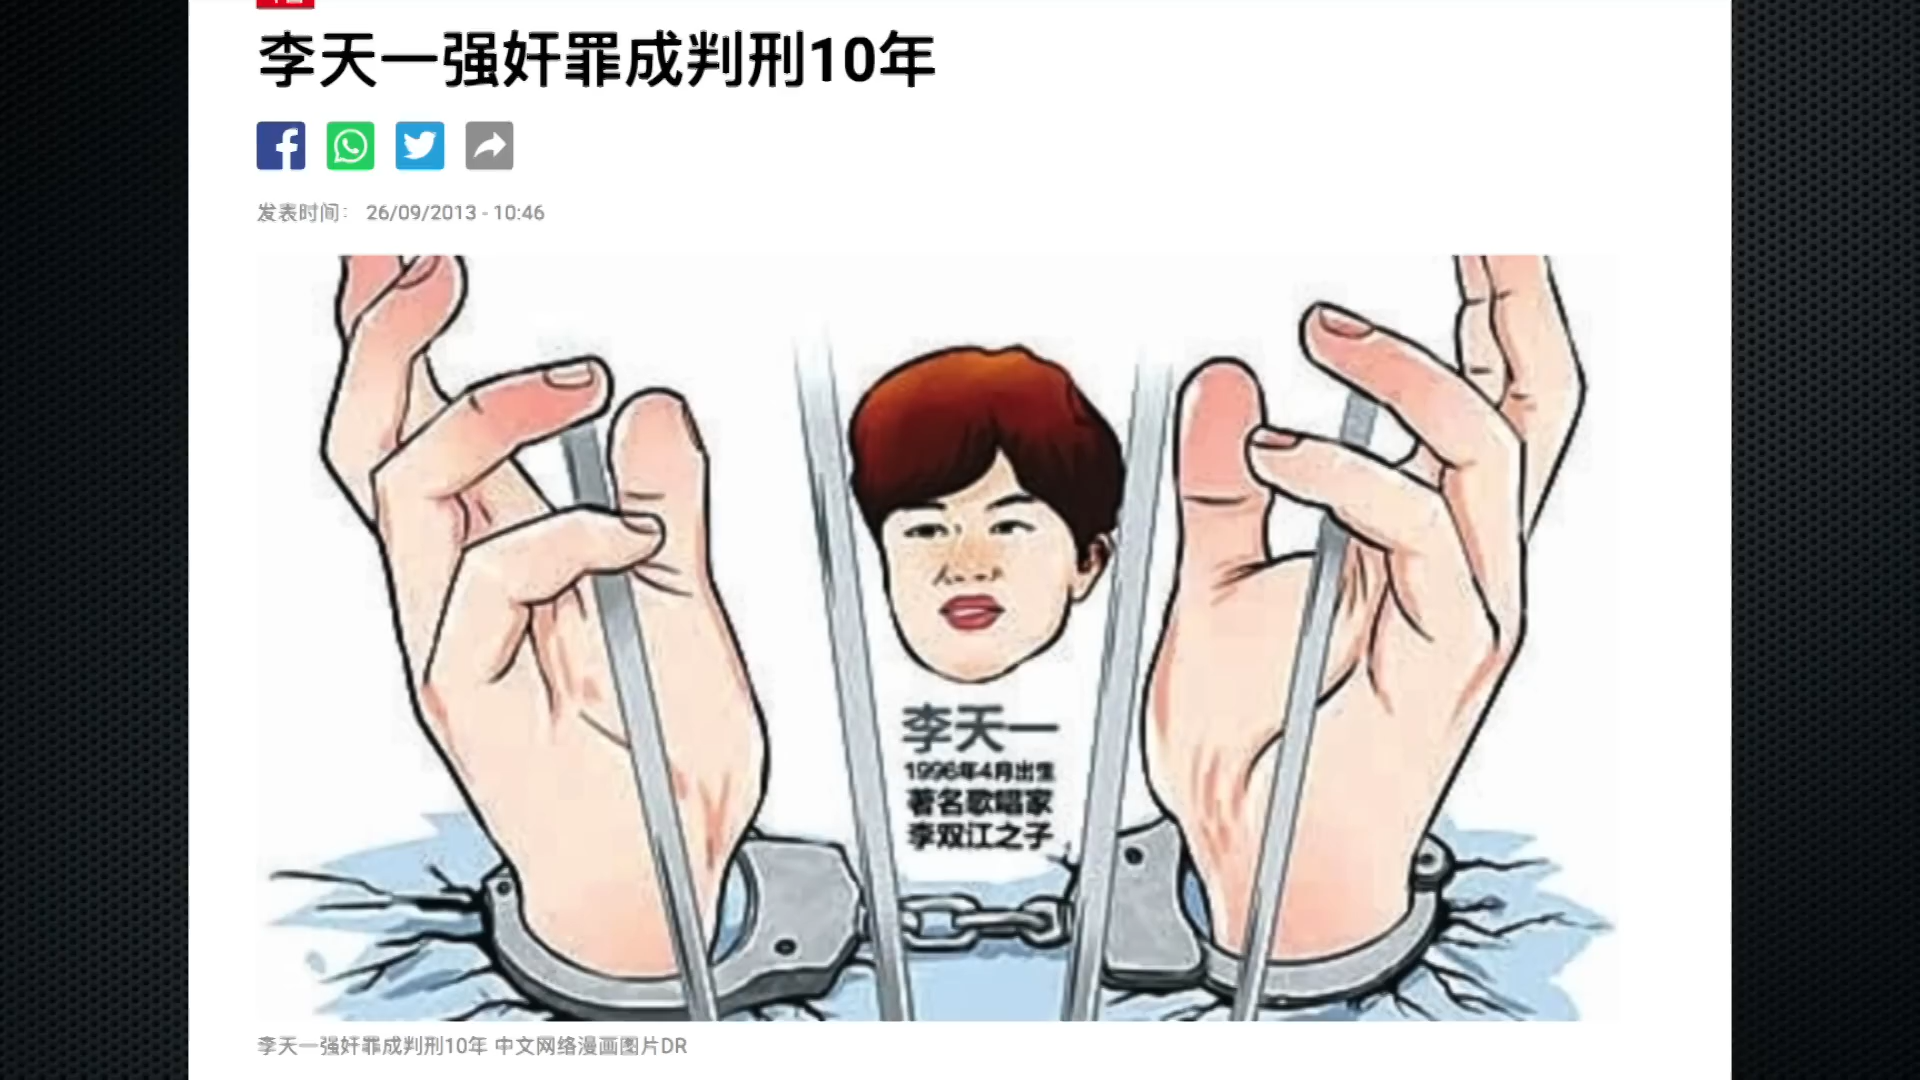 李天一强奸罪成判刑10年
发表时间： 26/09/2013 - 10:46
李天一
1996年4月出生
著名歌唱家
李双江之子
李天一强奸罪成判刑10年 中文网络漫画图片DR